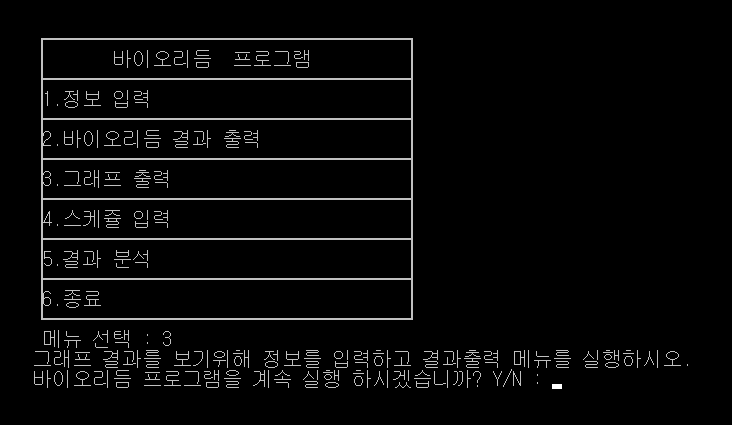 바이오리듬 프로그램
1.정보 입력
2.바이오리듬 결과 출력
3.그래프 출력
4.스케쥴 입력
5.결과 분석
6.종료
메뉴 선택 : 3
그래프 결과를 보기위해 정보를 입력하고 결과출력 메뉴를 실행하시오.
바이오리듬 프로그램을 계속 실행 하시겠습니까? Y/N :